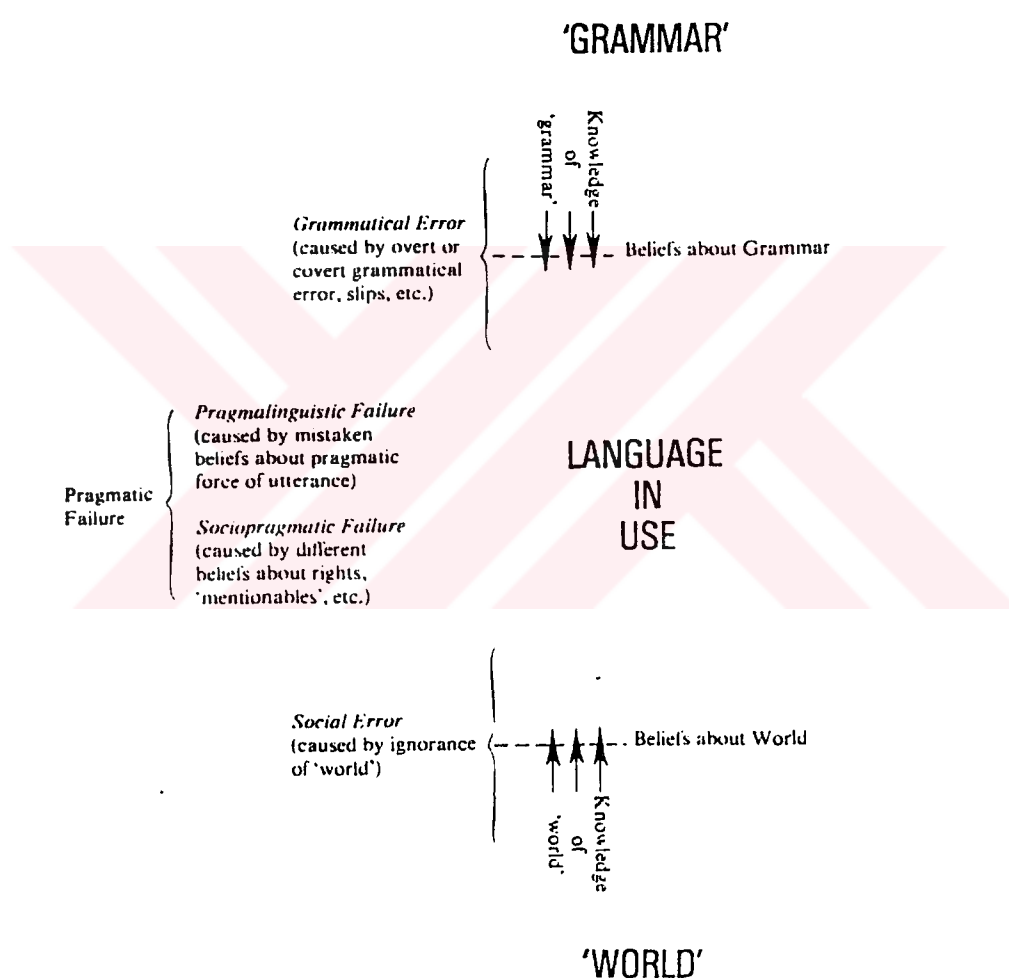 'GRAMMAR'
Knowledge
of
'grammar'
Grammatical Error
(caused by overt or
covert grammatical
error, slips, etc.)
Beliefs about Grammar
Pragmatic
Failure
Pragmalinguistic Failure
(caused by mistaken
beliefs about pragmatic
force of utterance)
Sociopragmatic Failure
(caused by different
beliefs about rights,
'mentionables', etc.)
LANGUAGE
IN
USE
Social Error
(caused by ignorance
of 'world')
Beliefs about World
Knowledge
of
'world'
'WORLD'